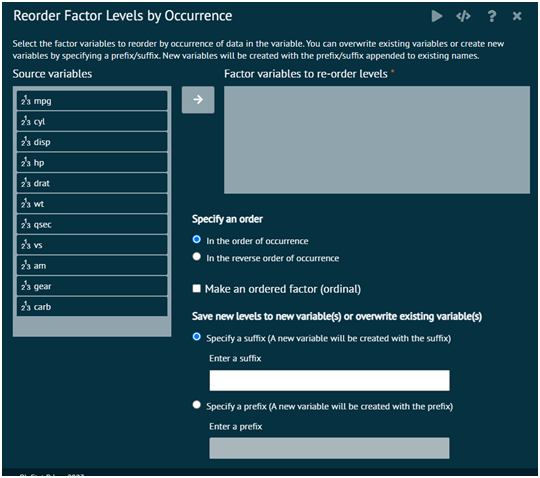 Reorder Factor Levels by Occurrence
Select the factor variables to reorder by occurrence of data in the variable. You can overwrite existing variables or create new
variables by specifying a prefix/suffix. New variables will be created with the prefix/suffix appended to existing names.
Source variables
Factor variables to re-order levels *
mpg
cyl
disp
hp
drat
wt
qsec
vs
am
gear
carb
Specify an order
In the order of occurrence
In the reverse order of occurrence
Make an ordered factor (ordinal)
Save new levels to new variable(s) or overwrite existing variable(s)
Specify a suffix (A new variable will be created with the suffix)
Enter a suffix
Specify a prefix (A new variable will be created with the prefix)
Enter a prefix